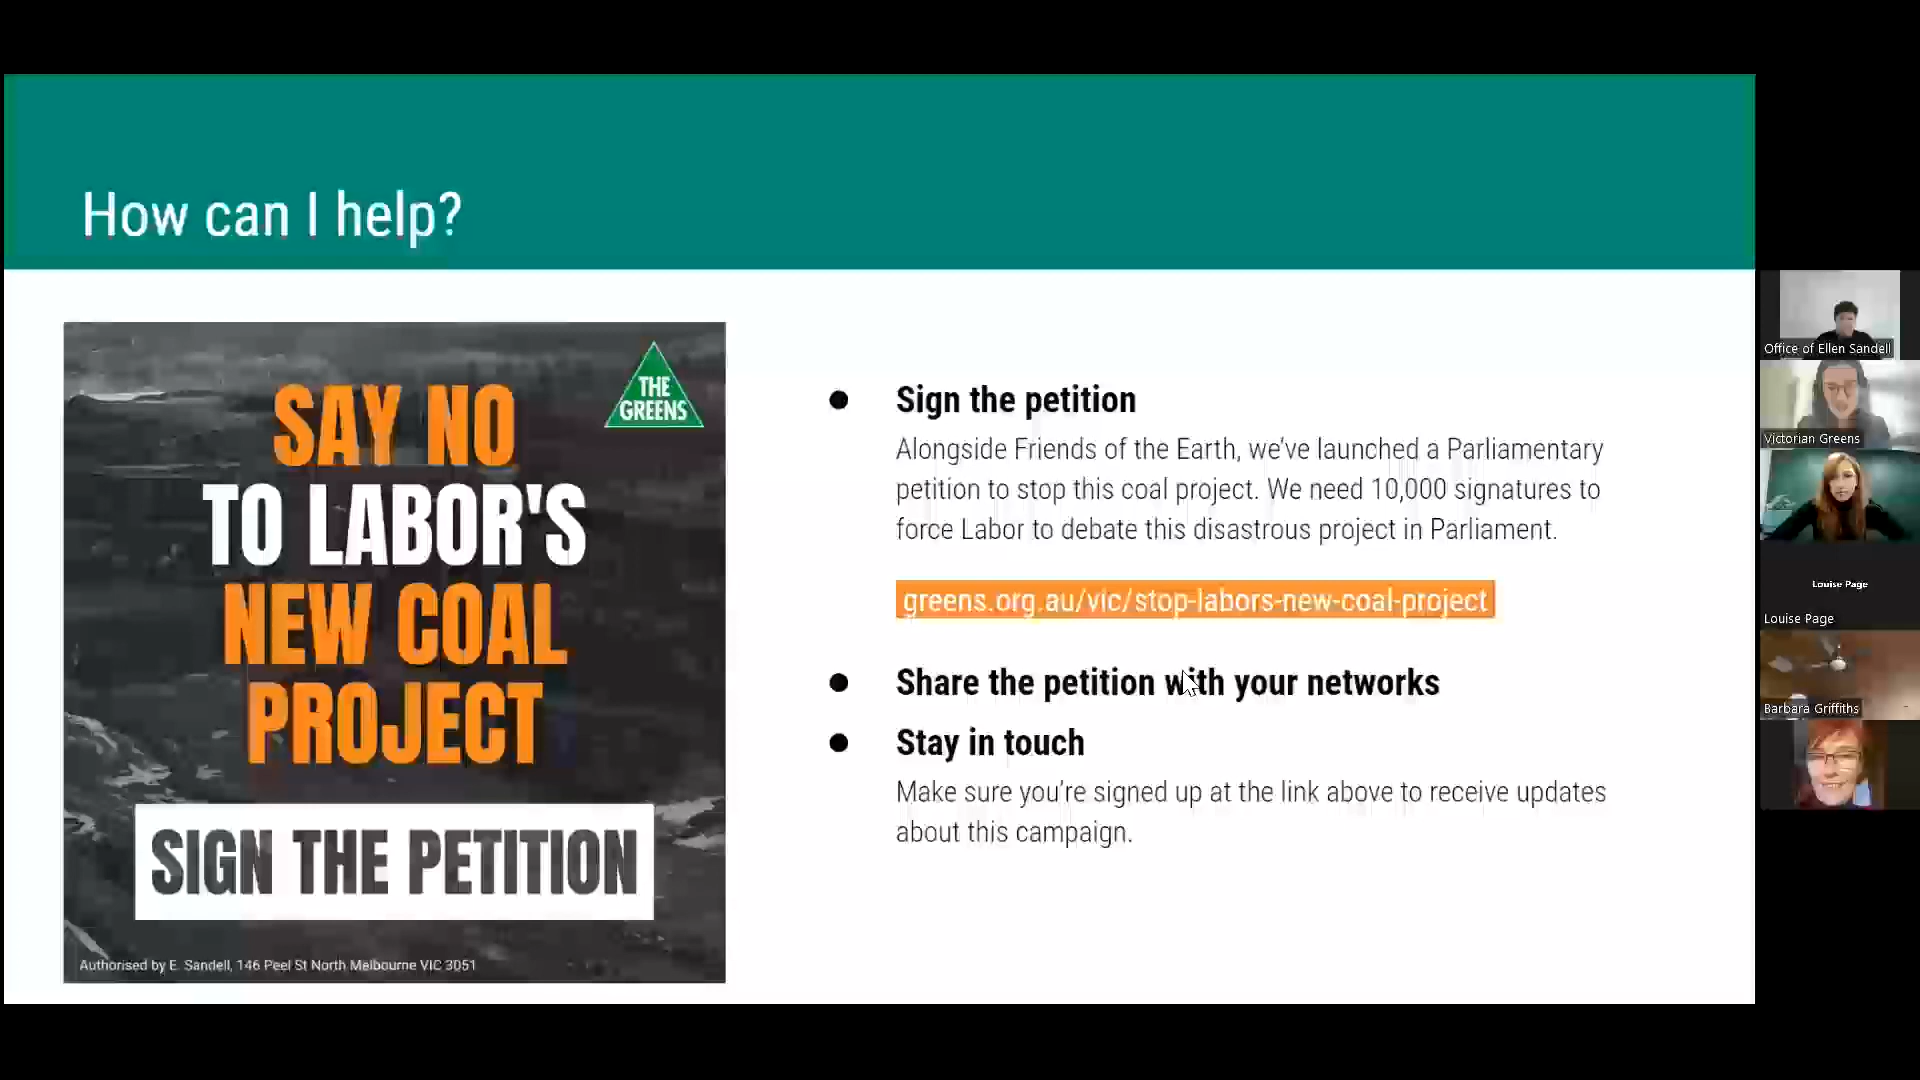 How can I help?
THE
GREENS
SAY NO
TO LABOR'S
NEW COAL
PROJECT
SIGN THE PETITION
Authorised by E. Sandell, 146 Peel St North Melbourne VIC 3051
● Sign the petition
Alongside Friends of the Earth, we've launched a Parliamentary
petition to stop this coal project. We need 10,000 signatures to
force Labor to debate this disastrous project in Parliament.
greens.org.au/vic/stop-labors-new-coal-project
● Share the petition with your networks
● Stay in touch
Make sure you're signed up at the link above to receive updates
about this campaign.
Office of Ellen Sandell
Victorian Greens
Louise Page
Louise Page
Barbara Griffiths